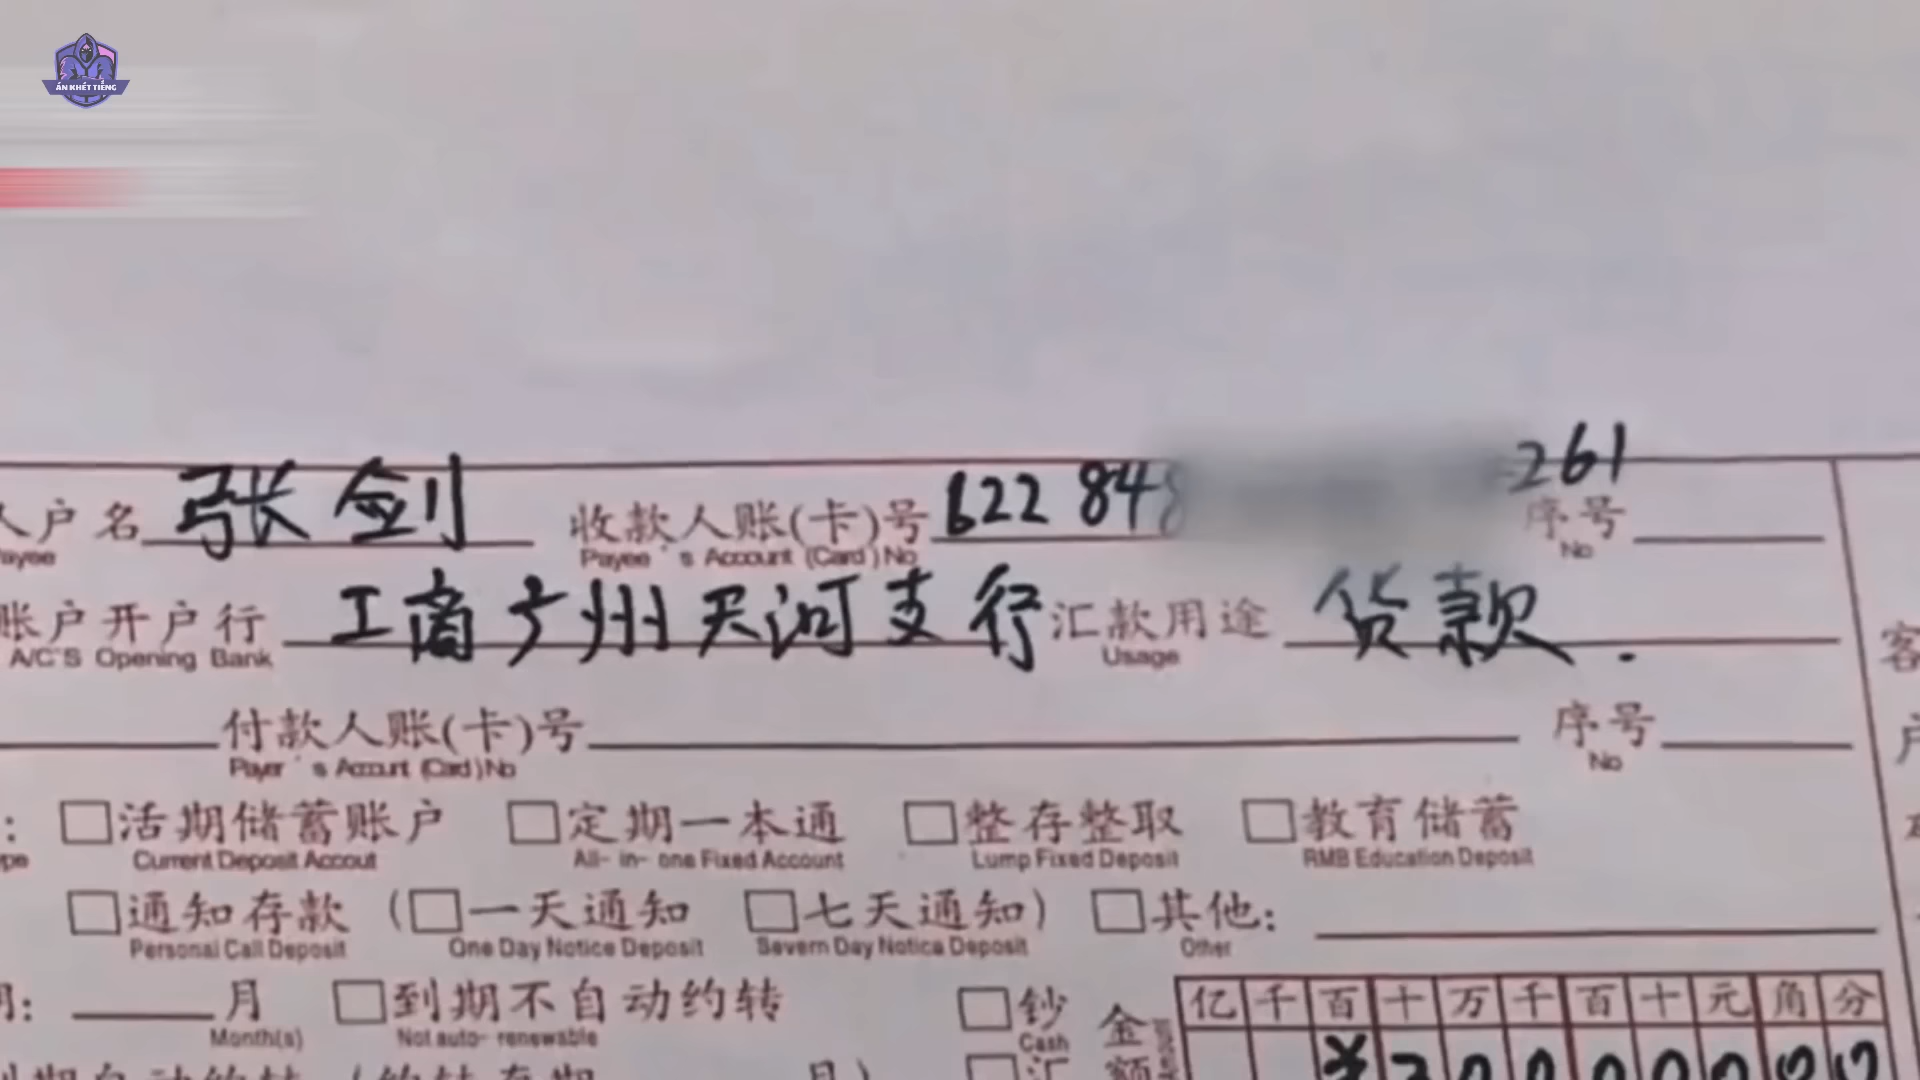 ÁN KHÉT TIẾNG
人户名 张剑 收款人账(卡)号 622 848 261 序号
Payee Payee's Account (Card) No No
账户开户行 工商广州天河支行 汇款用途 货款.
A/C'S Opening Bank Usage
付款人账(卡)号 序号
Payer's Account (Card) No No
活期储蓄账户 定期一本通 整存整取 教育储蓄
Current Deposit Accout All-in-one Fixed Account Lump Fixed Deposit RMB Education Deposit
通知存款 (一天通知 七天通知) 其他:
Personal Call Deposit One Day Notice Deposit Severn Day Notica Deposit Other
月 到期不自动约转 钞 金额 亿 千 百 十 万 千 百 十 元 角 分
Month(s) Not auto-renewable Cash
汇